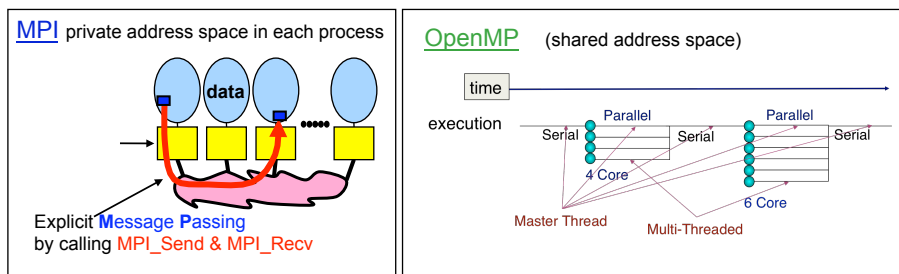 MPI private address space in each process
data
Explicit Message Passing
by calling MPI_Send & MPI_Recv
OpenMP (shared address space)
time
execution
Parallel
Parallel
Serial
Serial
Serial
4 Core
6 Core
Master Thread
Multi-Threaded